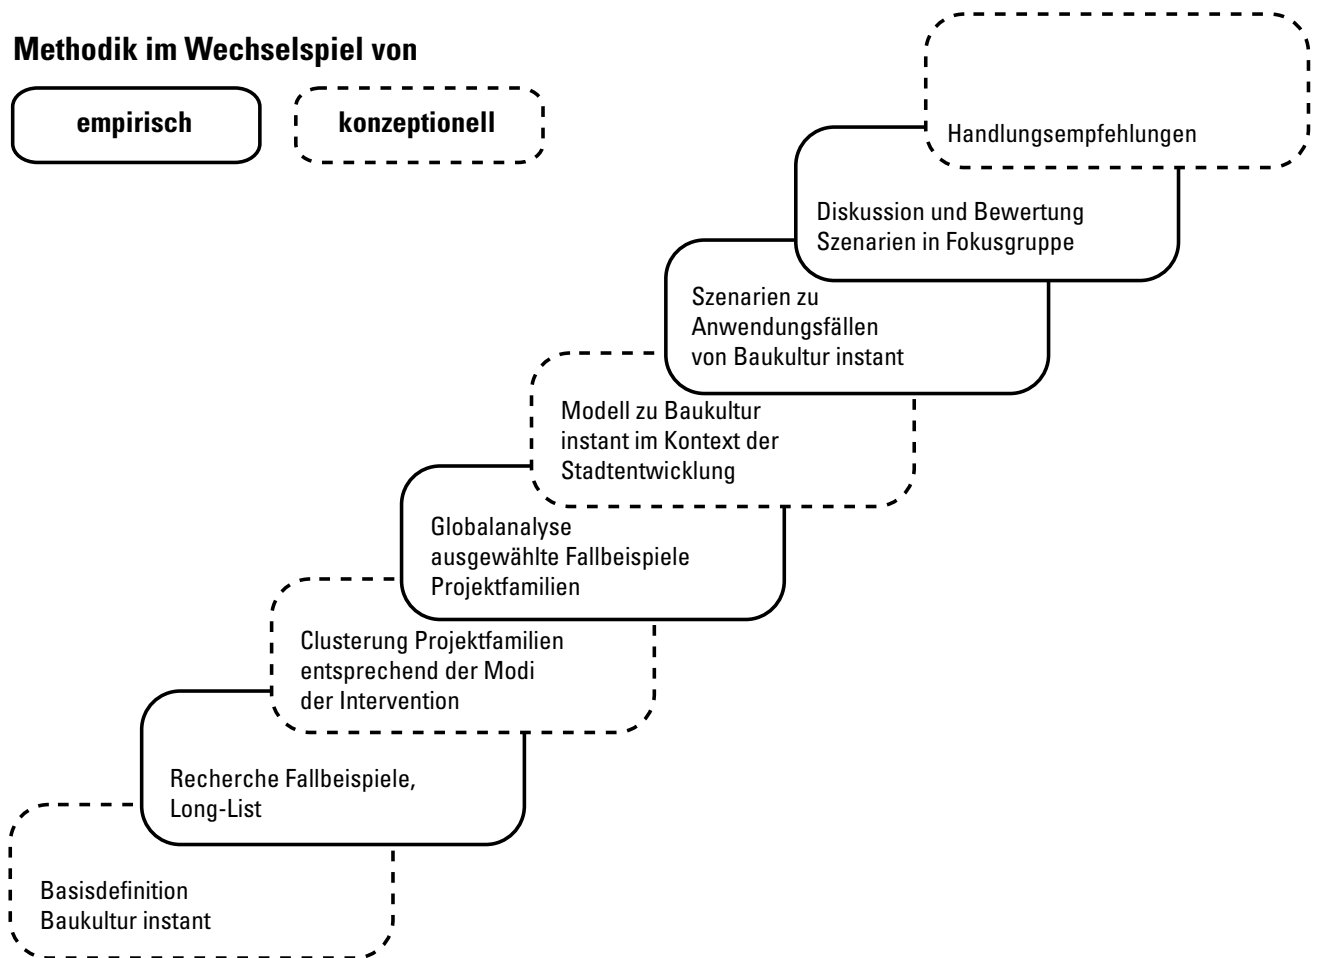 Methodik im Wechselspiel von
empirisch
konzeptionell
Handlungsempfehlungen
Diskussion und Bewertung
Szenarien in Fokusgruppe
Szenarien zu
Anwendungsfällen
von Baukultur instant
Modell zu Baukultur
instant im Kontext der
Stadtentwicklung
Globalanalyse
ausgewählte Fallbeispiele
Projektfamilien
Clusterung Projektfamilien
entsprechend der Modi
der Intervention
Recherche Fallbeispiele,
Long-List
Basisdefinition
Baukultur instant